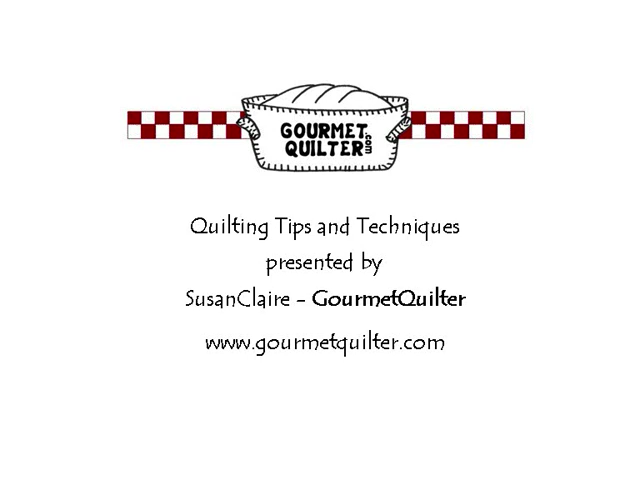 GOURMET
QUILTER.com
Quilting Tips and Techniques
presented by
SusanClaire - GourmetQuilter
www.gourmetquilter.com